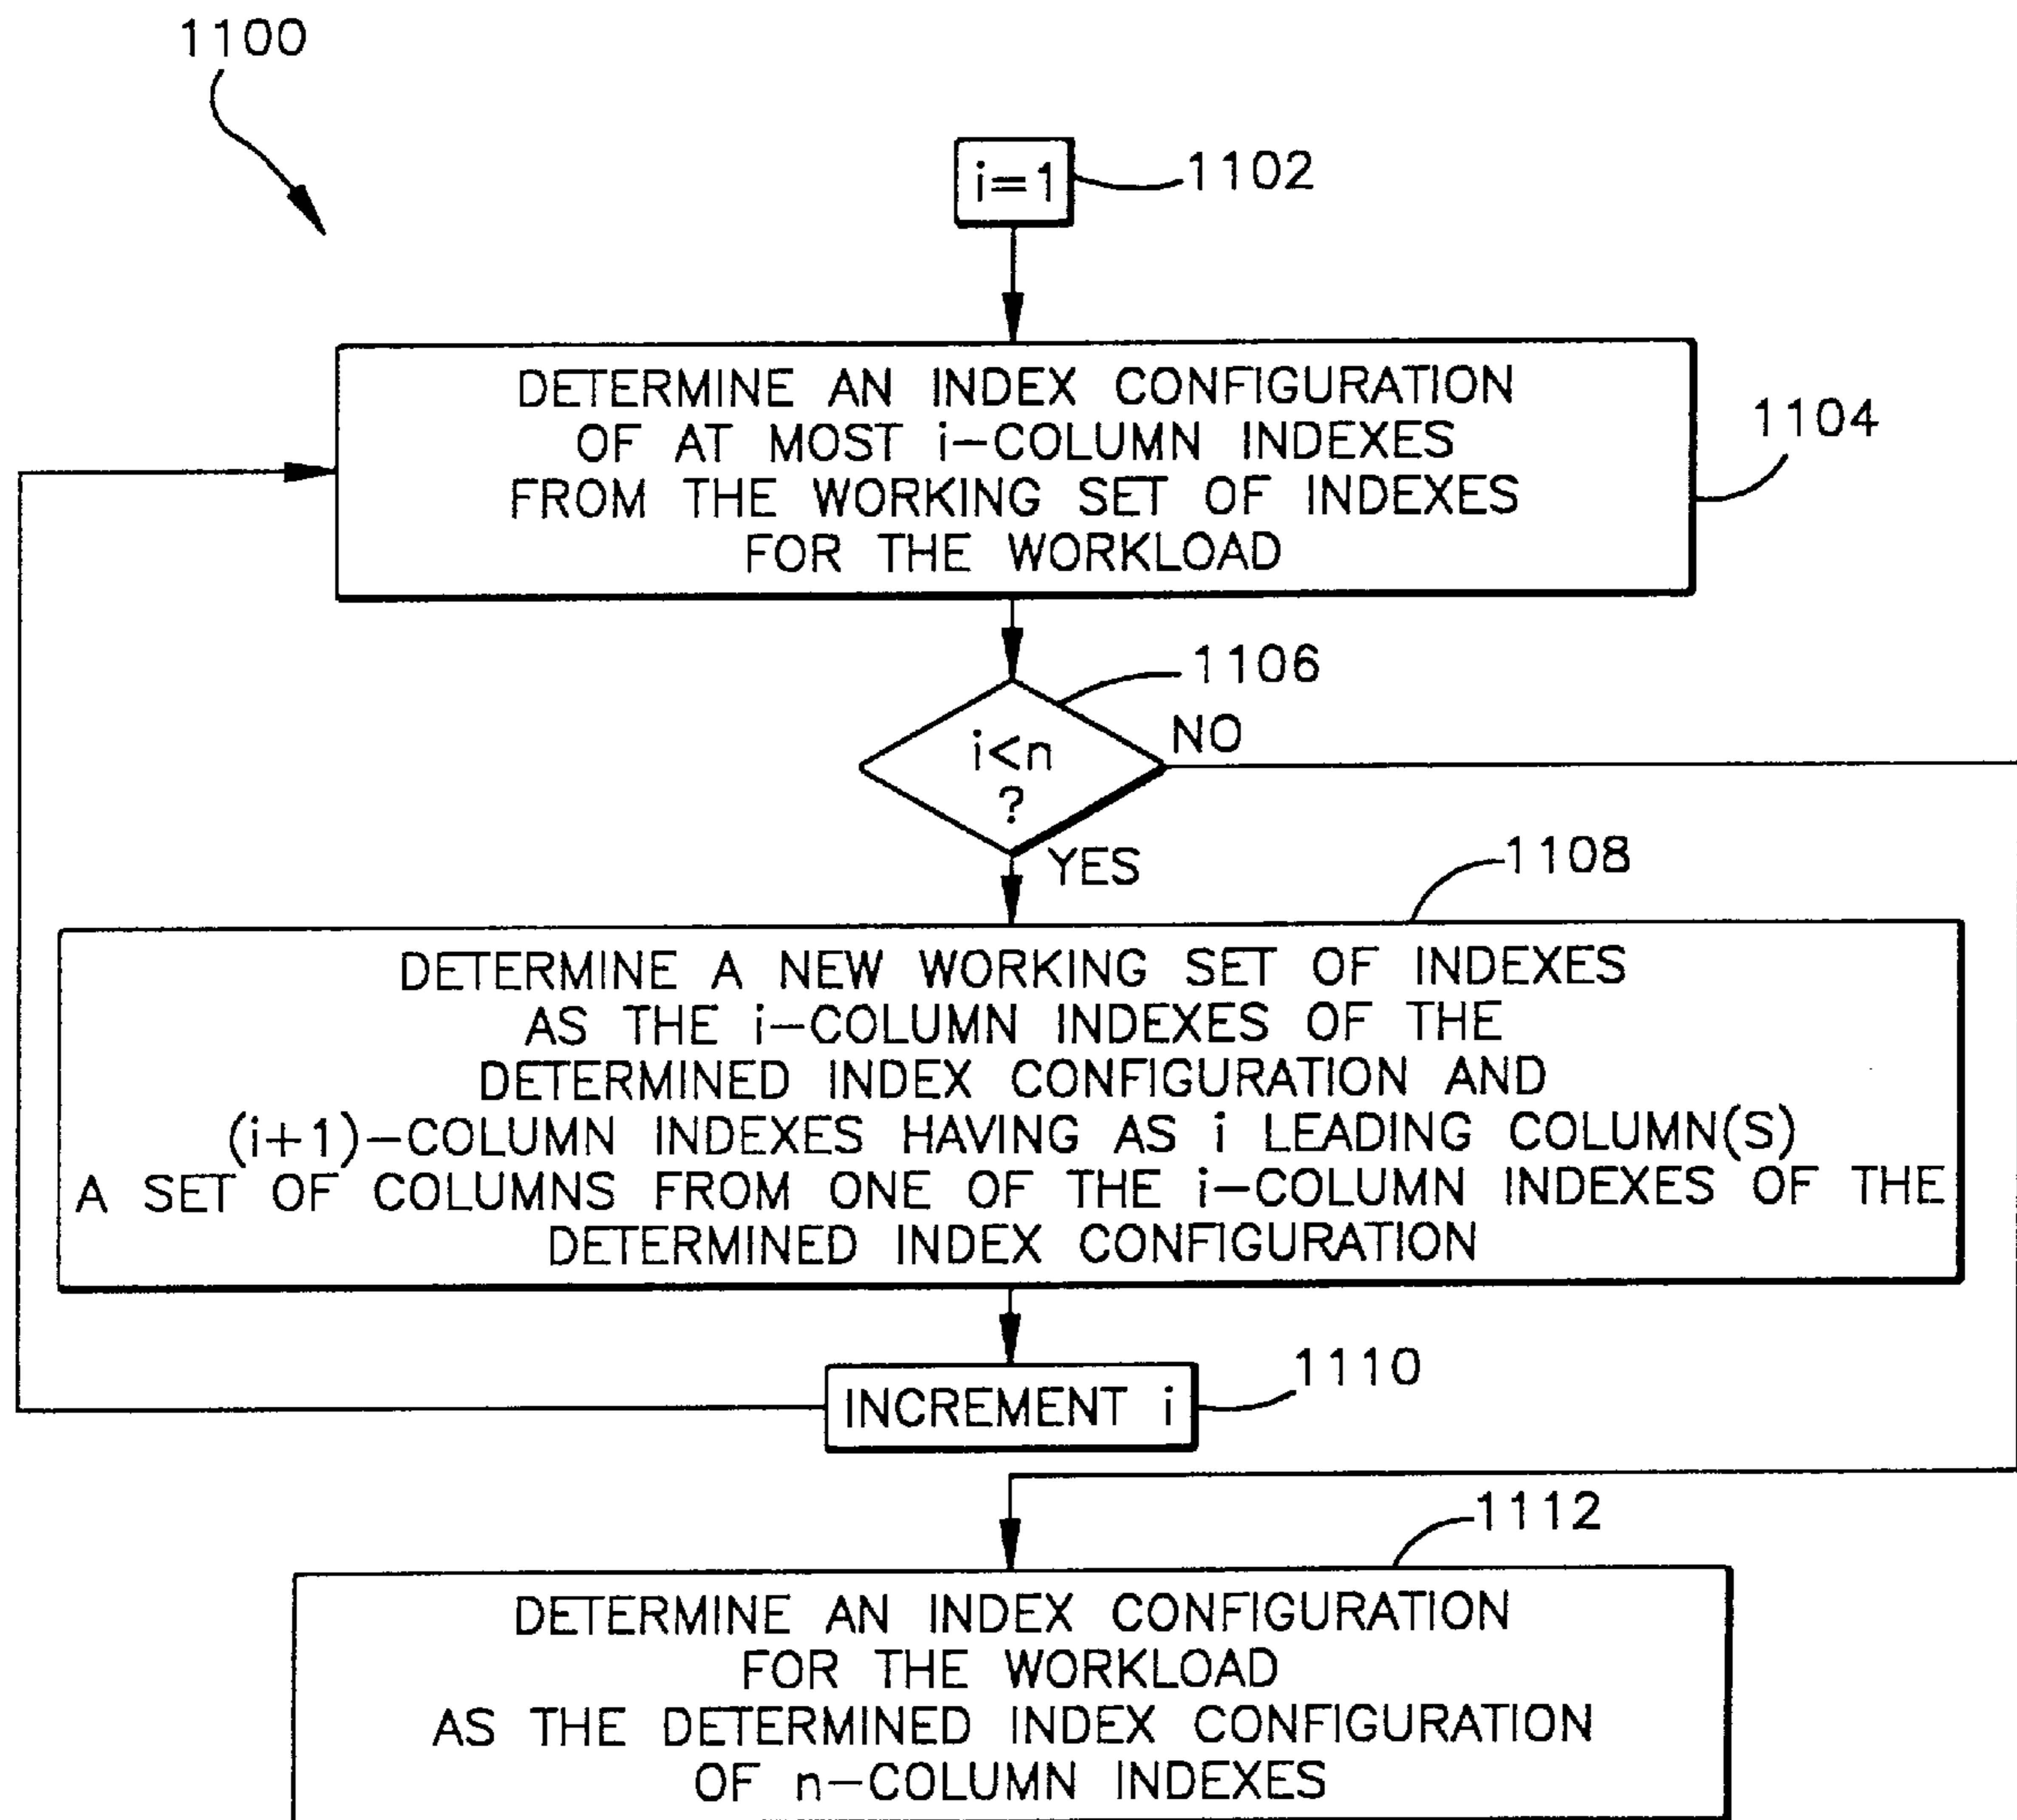 1100
i=1
1102
DETERMINE AN INDEX CONFIGURATION
OF AT MOST i-COLUMN INDEXES
FROM THE WORKING SET OF INDEXES
FOR THE WORKLOAD
1104
1106
i<n
?
NO
YES
1108
DETERMINE A NEW WORKING SET OF INDEXES
AS THE i-COLUMN INDEXES OF THE
DETERMINED INDEX CONFIGURATION AND
(i+1)-COLUMN INDEXES HAVING AS i LEADING COLUMN(S)
A SET OF COLUMNS FROM ONE OF THE i-COLUMN INDEXES OF THE
DETERMINED INDEX CONFIGURATION
INCREMENT i
1110
1112
DETERMINE AN INDEX CONFIGURATION
FOR THE WORKLOAD
AS THE DETERMINED INDEX CONFIGURATION
OF n-COLUMN INDEXES